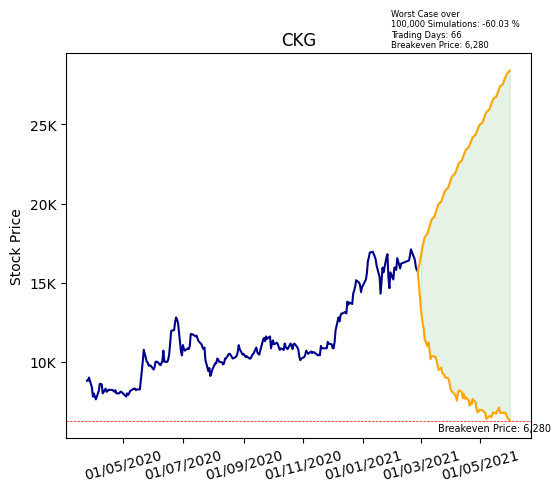 Worst Case over
100,000 Simulations: -60.03 %
Trading Days: 66
Breakeven Price: 6,280
CKG
Stock Price
25K
20K
15K
10K
Breakeven Price: 6,280
01/05/2020
01/07/2020
01/09/2020
01/11/2020
01/01/2021
01/03/2021
01/05/2021